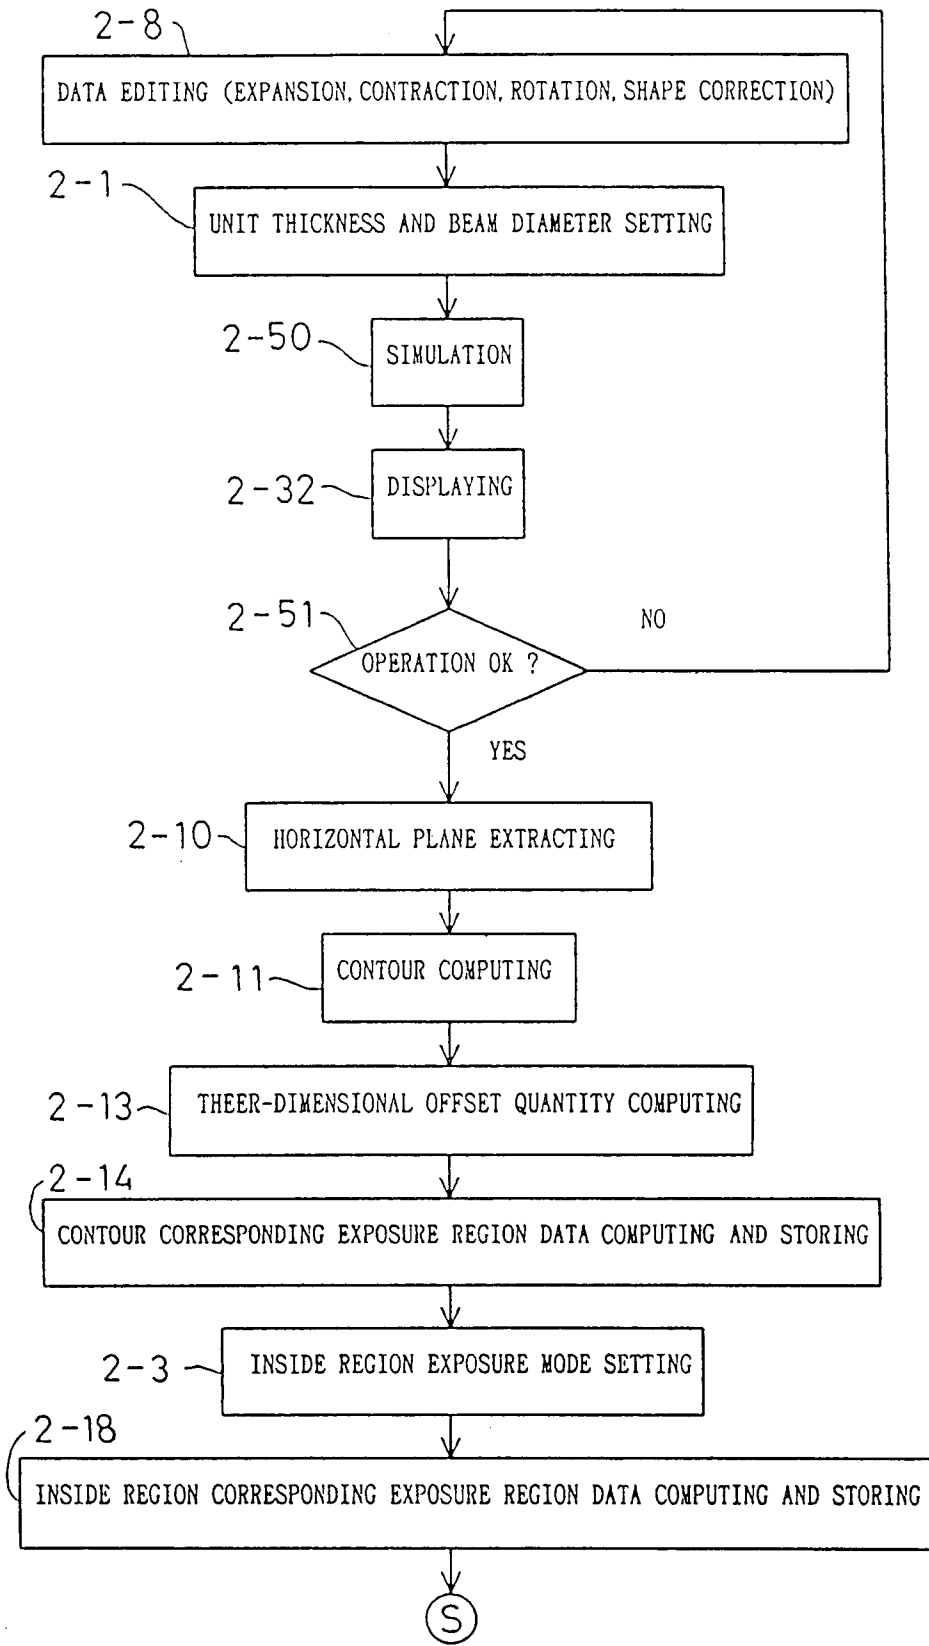 2-8
DATA EDITING (EXPANSION, CONTRACTION, ROTATION, SHAPE CORRECTION)
2-1
UNIT THICKNESS AND BEAM DIAMETER SETTING
2-50
SIMULATION
2-32
DISPLAYING
2-51
OPERATION OK ?
NO
YES
2-10
HORIZONTAL PLANE EXTRACTING
2-11
CONTOUR COMPUTING
2-13
THEER-DIMENSIONAL OFFSET QUANTITY COMPUTING
2-14
CONTOUR CORRESPONDING EXPOSURE REGION DATA COMPUTING AND STORING
2-3
INSIDE REGION EXPOSURE MODE SETTING
2-18
INSIDE REGION CORRESPONDING EXPOSURE REGION DATA COMPUTING AND STORING
S